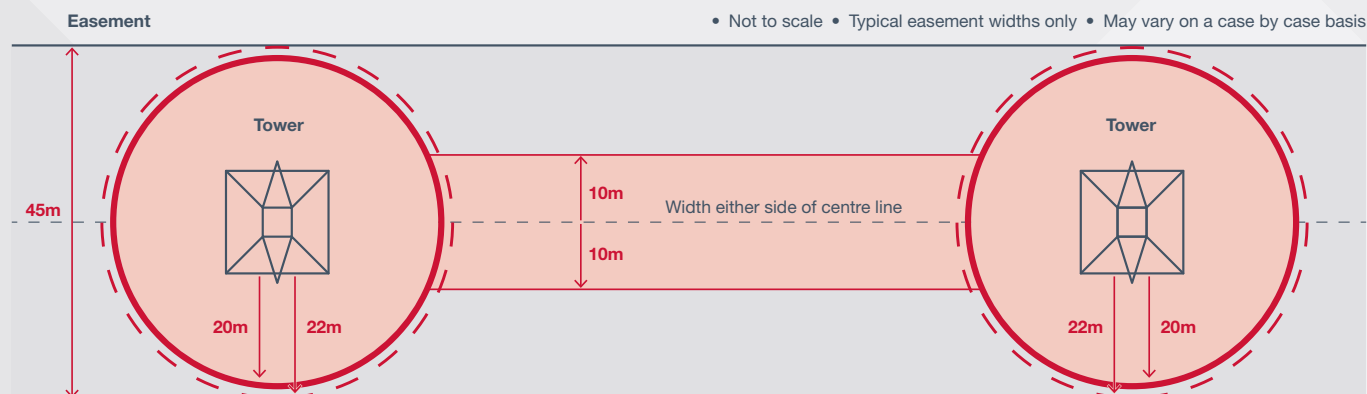 Easement
• Not to scale • Typical easement widths only • May vary on a case by case basis
Tower
Tower
10m
45m
Width either side of centre line
10m
20m
22m
22m
20m